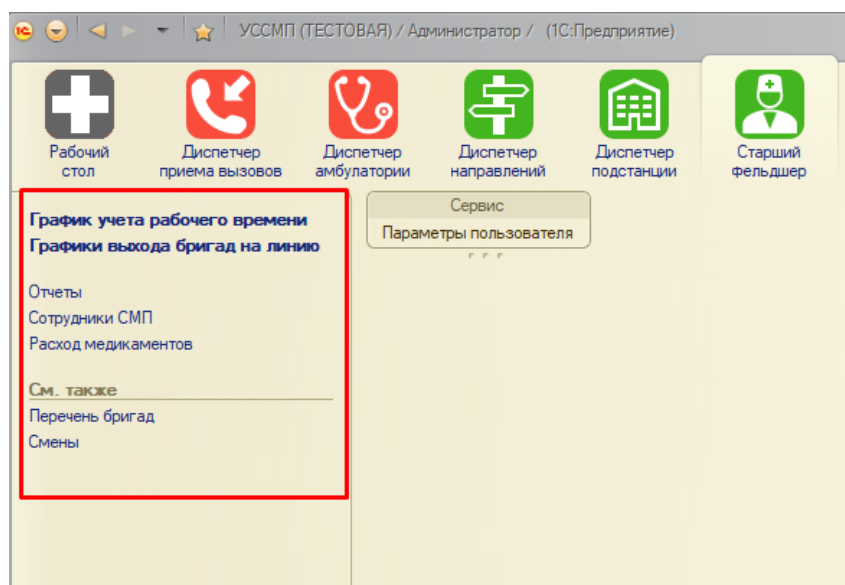 УССМП (ТЕСТОВАЯ) / Администратор / (1С:Предприятие)
Рабочий
стол
Диспетчер
приема вызовов
Диспетчер
амбулатории
Диспетчер
направлений
Диспетчер
подстанции
Старший
фельдшер
График учета рабочего времени
Графики выхода бригад на линию
Отчеты
Сотрудники СМП
Расход медикаментов
См. также
Перечень бригад
Смены
Сервис
Параметры пользователя